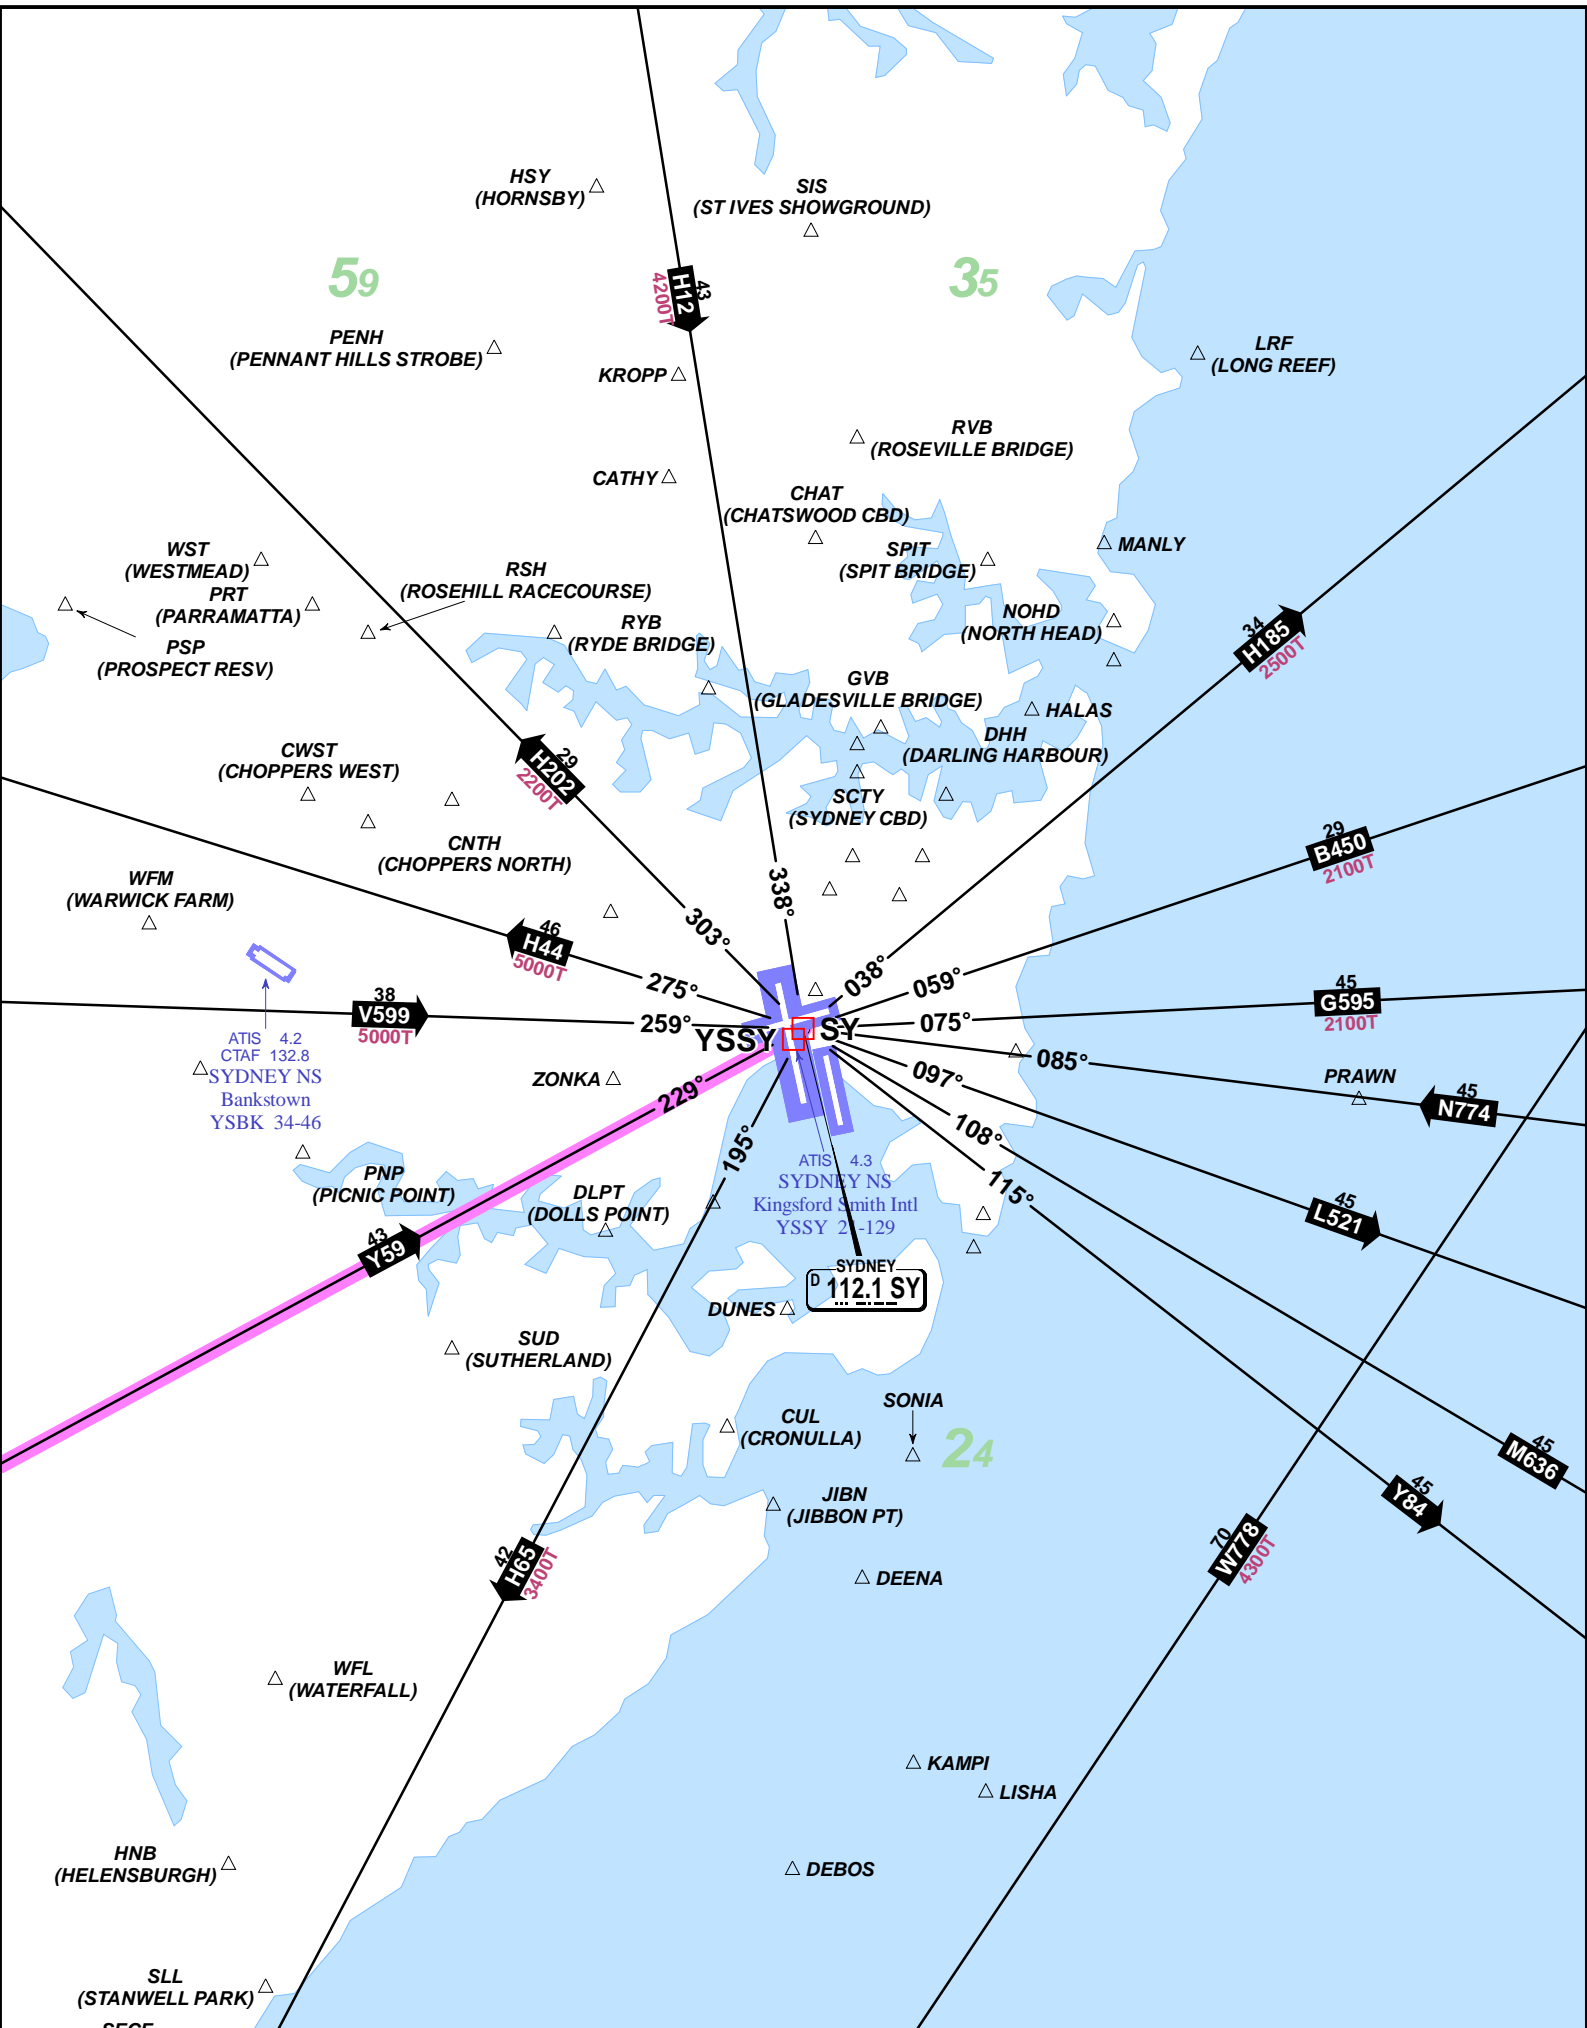 HSY
(HORNSBY)
SIS
(ST IVES SHOWGROUND)
59
35
H12
43
4200T
PENH
(PENNANT HILLS STROBE)
LRF
(LONG REEF)
KROPP
RVB
(ROSEVILLE BRIDGE)
CATHY
CHAT
(CHATSWOOD CBD)
MANLY
WST
(WESTMEAD)
SPIT
(SPIT BRIDGE)
RSH
(ROSEHILL RACECOURSE)
PRT
(PARRAMATTA)
NOHD
(NORTH HEAD)
RYB
(RYDE BRIDGE)
34
H185
2500T
PSP
(PROSPECT RESV)
GVB
(GLADESVILLE BRIDGE)
HALAS
DHH
(DARLING HARBOUR)
CWST
(CHOPPERS WEST)
29
H202
2200T
SCTY
(SYDNEY CBD)
29
B450
2100T
CNTH
(CHOPPERS NORTH)
WFM
(WARWICK FARM)
338°
303°
46
H44
5000T
038°
059°
275°
45
G595
2100T
38
V599
5000T
259°
075°
YSSY
SY
ATIS 4.2
CTAF 132.8
SYDNEY NS
Bankstown
YSBK 34-46
085°
097°
ZONKA
PRAWN
45
N774
229°
108°
195°
ATIS 4.3
SYDNEY NS
Kingsford Smith Intl
YSSY 21-129
115°
PNP
(PICNIC POINT)
DLPT
(DOLLS POINT)
45
L521
43
Y59
SYDNEY
D 112.1 SY
DUNES
SUD
(SUTHERLAND)
SONIA
CUL
(CRONULLA)
24
45
M636
45
Y84
JIBN
(JIBBON PT)
70
W778
4300T
42
H65
3400T
DEENA
WFL
(WATERFALL)
KAMPI
LISHA
HNB
(HELENSBURGH)
DEBOS
SLL
(STANWELL PARK)